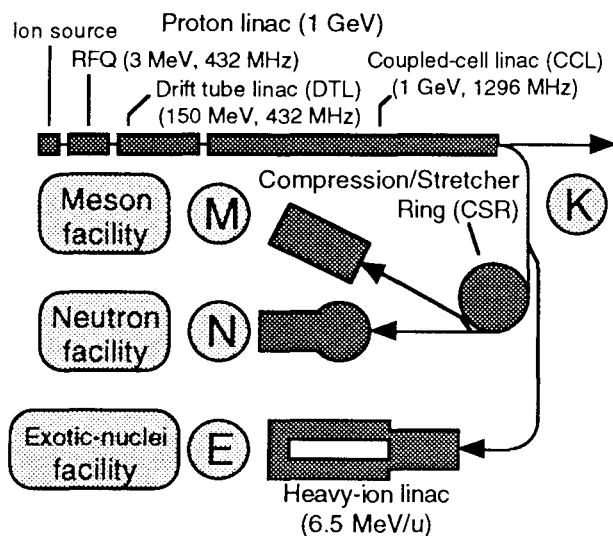 Proton linac (1 GeV)
Ion source
RFQ (3 MeV, 432 MHz)
Coupled-cell linac (CCL)
(1 GeV, 1296 MHz)
Drift tube linac (DTL)
(150 MeV, 432 MHz)
Compression/Stretcher
Ring (CSR)
K
Meson
facility
M
Neutron
facility
N
Exotic-nuclei
facility
E
Heavy-ion linac
(6.5 MeV/u)